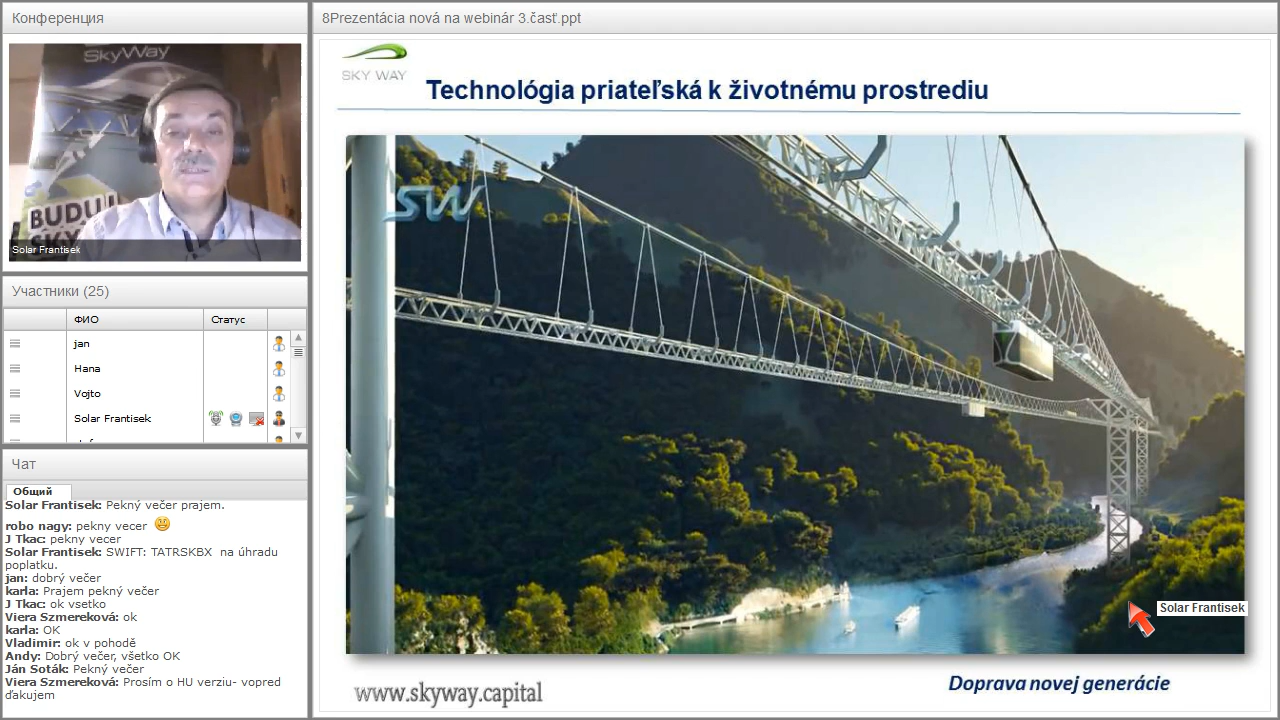 Конференция
SkyWay
BUDUJ
SKY
Solar Frantisek
Участники (25)
ФИО
Статус
jan
Hana
Vojto
Solar Frantisek
Чат
Общий
Solar Frantisek: Pekný večer prajem.
robo nagy: pekny vecer
J Tkac: pekny vecer
Solar Frantisek: SWIFT: TATRSKBX na úhradu
poplatku.
jan: dobrý večer
karla: Prajem pekný večer
J Tkac: ok vsetko
Viera Szmereková: ok
karla: OK
Vladimir: ok v pohodě
Andy: Dobrý večer, všetko OK
Ján Soták: Pekný večer
Viera Szmereková: Prosím o HU verziu- vopred
ďakujem
8Prezentácia nová na webinár 3.časť.ppt
SKY WAY
Technológia priateľská k životnému prostrediu
SW
Solar Frantisek
www.skyway.capital
Doprava novej generácie